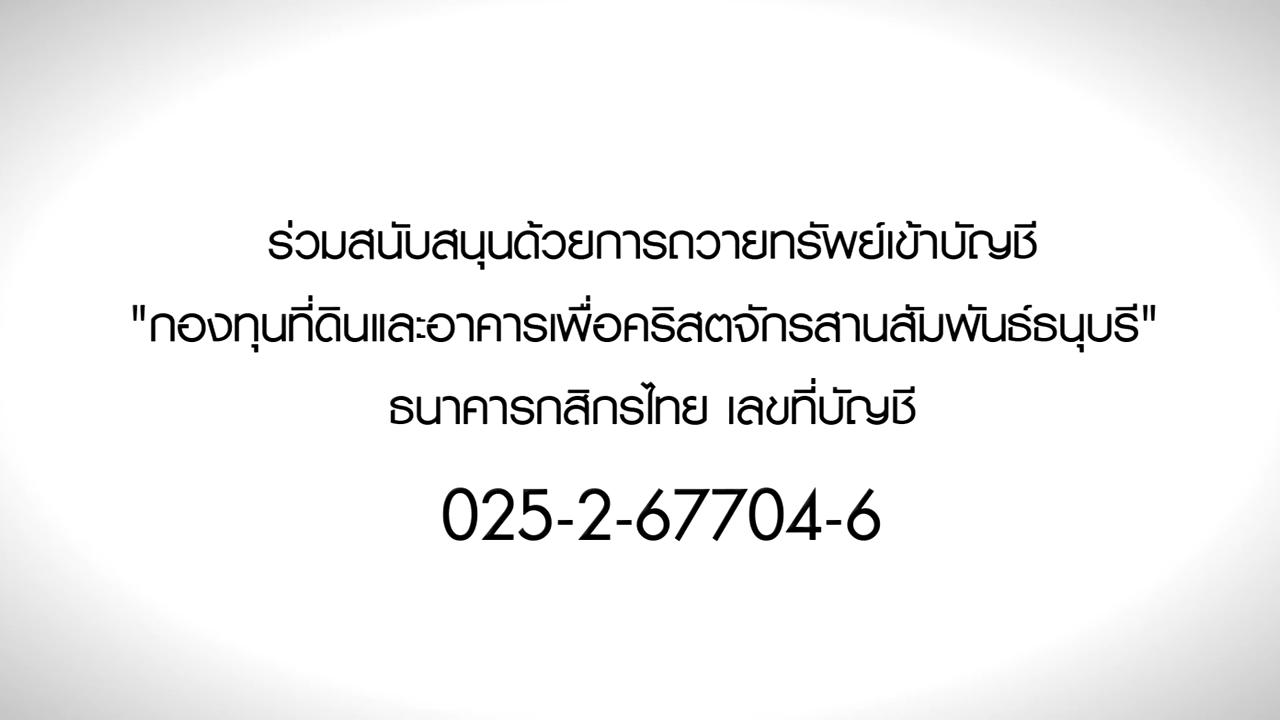 ร่วมสนับสนุนด้วยการถวายทรัพย์เข้าบัญชี
"กองทุนที่ดินและอาคารเพื่อคริสตจักรสานสัมพันธ์ธนบุรี"
ธนาคารกสิกรไทย เลขที่บัญชี
025-2-67704-6